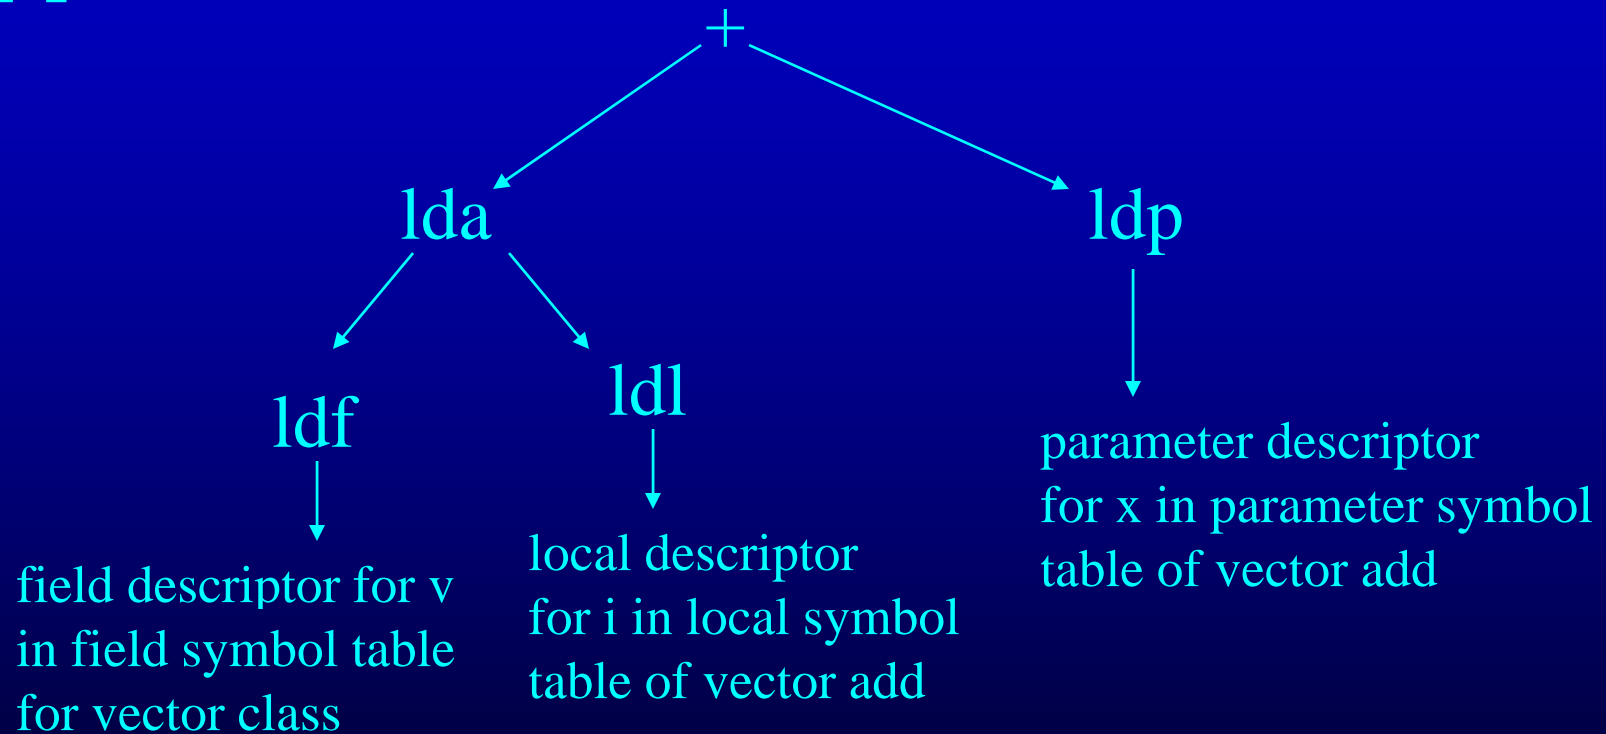 +
lda
ldp
ldf
ldl
field descriptor for v
in field symbol table
for vector class
local descriptor
for i in local symbol
table of vector add
parameter descriptor
for x in parameter symbol
table of vector add